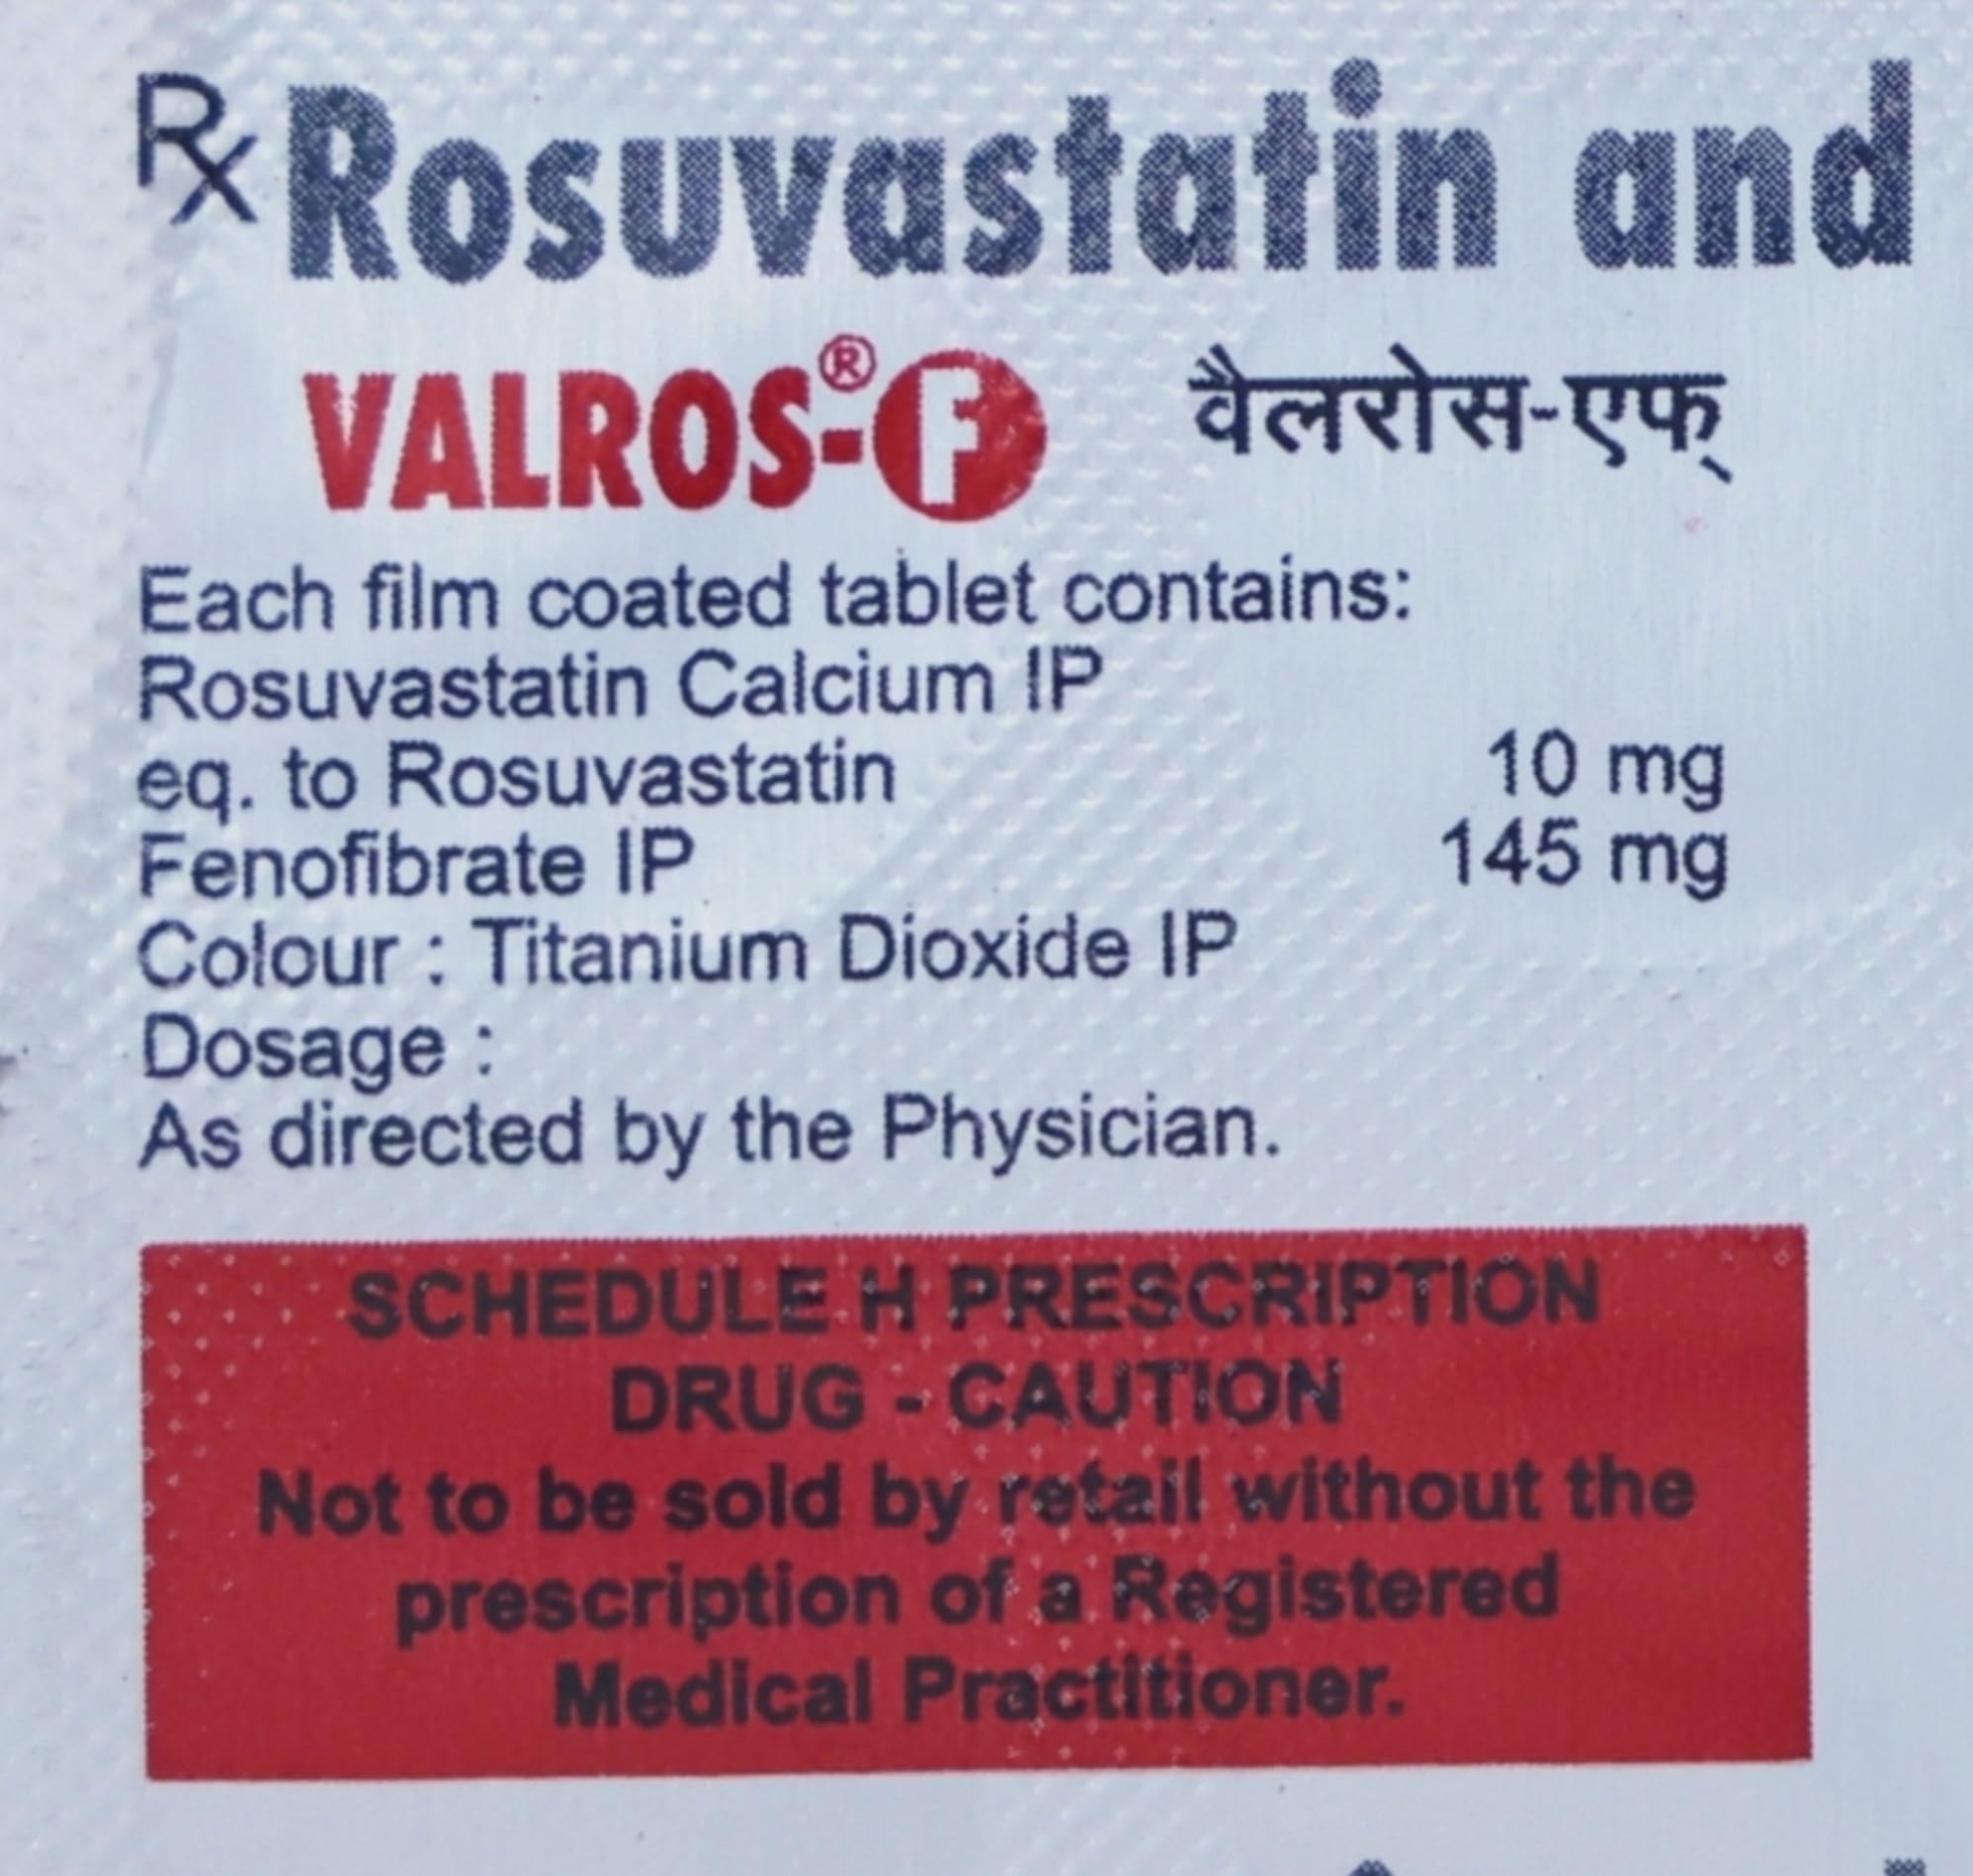 Rx Rosuvastatin and
VALROS®-F वैलरोस-एफ्
Each film coated tablet contains:
Rosuvastatin Calcium IP
eq. to Rosuvastatin 10 mg
Fenofibrate IP 145 mg
Colour : Titanium Dioxide IP
Dosage :
As directed by the Physician.
SCHEDULE H PRESCRIPTION
DRUG - CAUTION
Not to be sold by retail without the
prescription of a Registered
Medical Practitioner.